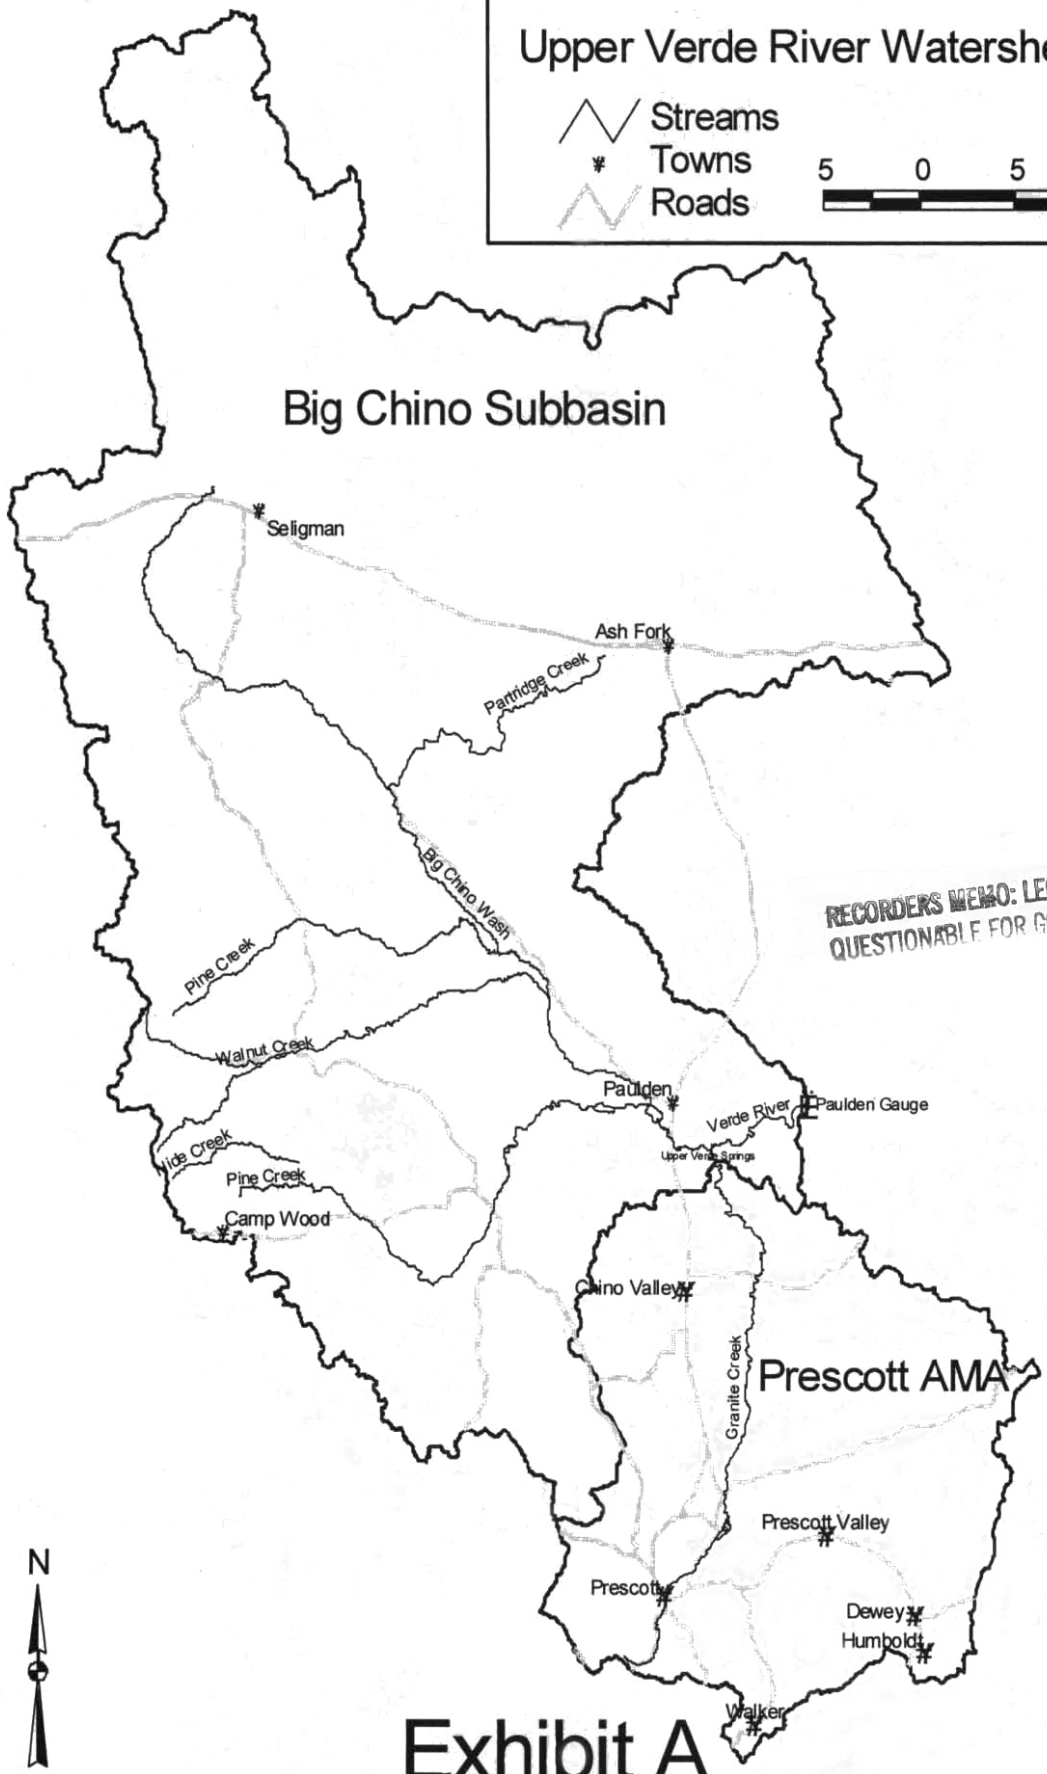 Upper Verde River Watershe
Streams
Towns
Roads
5 0 5
Big Chino Subbasin
Seligman
Ash Fork
Partridge Creek
Big Chino Wash
RECORDERS MEMO: LE
QUESTIONABLE FOR G
Pine Creek
Walnut Creek
Paulden
Verde River
Paulden Gauge
Upper Verde Springs
Pine Creek
Camp Wood
Chino Valley
Granite Creek
Prescott AMA
Prescott Valley
N
Prescott
Dewey
Humboldt
Walker
Exhibit A